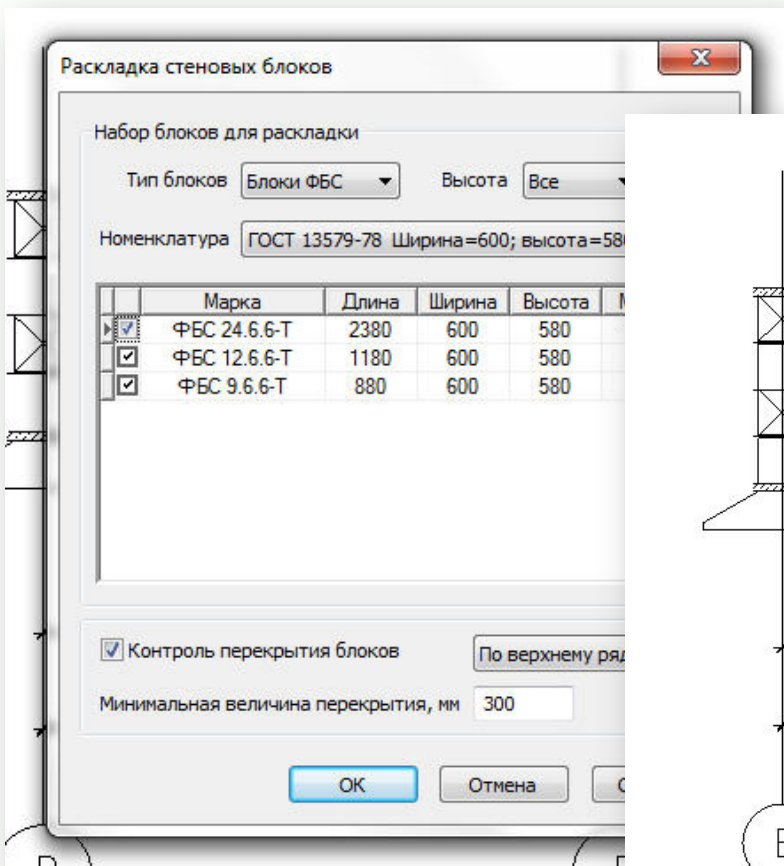 Раскладка стеновых блоков
Набор блоков для раскладки
Тип блоков Блоки ФБС Высота Все
Номенклатура ГОСТ 13579-78 Ширина=600; высота=58
Марка Длина Ширина Высота
ФБС 24.6.6-Т 2380 600 580
ФБС 12.6.6-Т 1180 600 580
ФБС 9.6.6-Т 880 600 580
Контроль перекрытия блоков По верхнему ряд
Минимальная величина перекрытия, мм 300
ОК Отмена